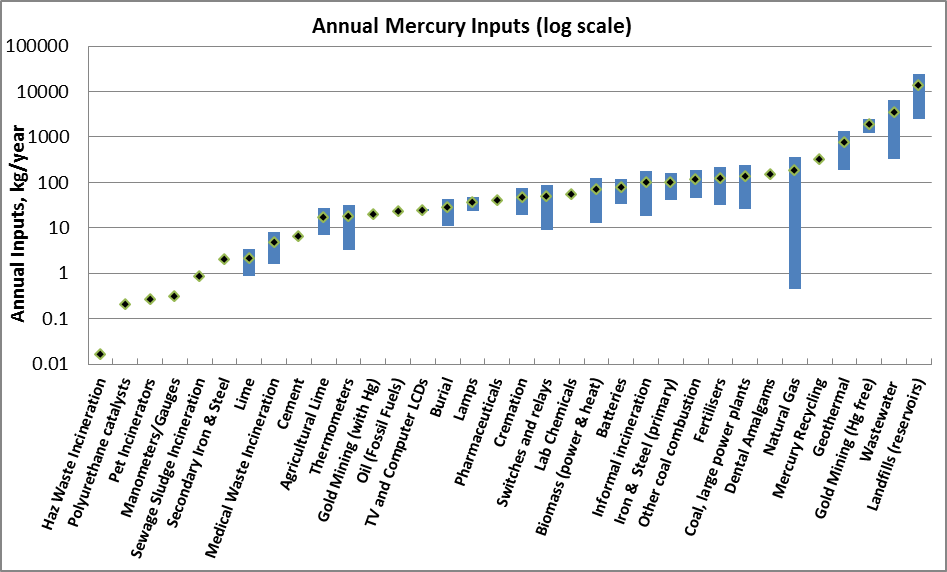 Annual Mercury Inputs (log scale)
Annual Inputs, kg/year
100000
10000
1000
100
10
1
0.1
0.01
Haz Waste Incineration
Polyurethane catalysts
Pet Incinerators
Manometers/Gauges
Sewage Sludge Incineration
Secondary Iron & Steel
Lime
Medical Waste Incineration
Cement
Agricultural Lime
Thermometers
Gold Mining (with Hg)
Oil (Fossil Fuels)
TV and Computer LCDs
Burial
Lamps
Pharmaceuticals
Cremation
Switches and relays
Lab Chemicals
Biomass (power & heat)
Batteries
Informal incineration
Iron & Steel (primary)
Other coal combustion
Fertilisers
Coal, large power plants
Dental Amalgams
Natural Gas
Mercury Recycling
Geothermal
Gold Mining (Hg free)
Wastewater
Landfills (reservoirs)